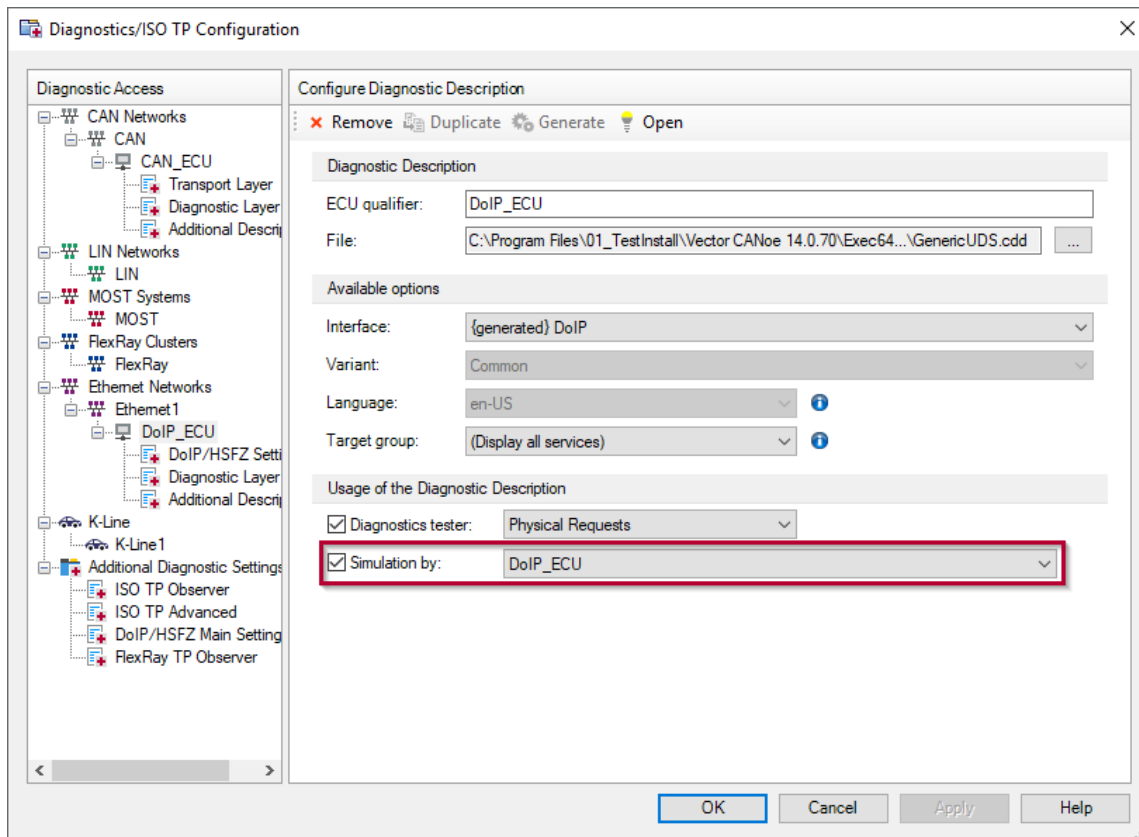 Diagnostics/ISO TP Configuration
Diagnostic Access
CAN Networks
CAN
CAN_ECU
Transport Layer
Diagnostic Layer
Additional Descri
LIN Networks
LIN
MOST Systems
MOST
FlexRay Clusters
FlexRay
Ethernet Networks
Ethernet1
DoIP_ECU
DoIP/HSFZ Setti
Diagnostic Layer
Additional Descri
K-Line
K-Line1
Additional Diagnostic Settings
ISO TP Observer
ISO TP Advanced
DoIP/HSFZ Main Setting
FlexRay TP Observer
Configure Diagnostic Description
Remove Duplicate Generate Open
Diagnostic Description
ECU qualifier: DoIP_ECU
File: C:\Program Files\01_TestInstall\Vector CANoe 14.0.70\Exec64...\GenericUDS.cdd ...
Available options
Interface: {generated} DoIP
Variant: Common
Language: en-US
Target group: (Display all services)
Usage of the Diagnostic Description
Diagnostics tester: Physical Requests
Simulation by: DoIP_ECU
OK Cancel Apply Help